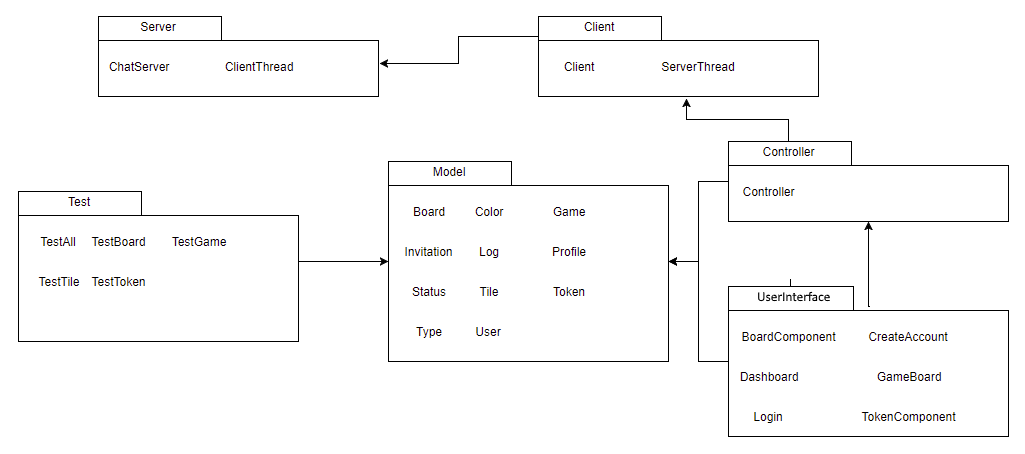 Server
ChatServer ClientThread
Client
Client ServerThread
Controller
Controller
Model
Board Color Game
Invitation Log Profile
Status Tile Token
Type User
Test
TestAll TestBoard TestGame
TestTile TestToken
UserInterface
BoardComponent CreateAccount
Dashboard GameBoard
Login TokenComponent